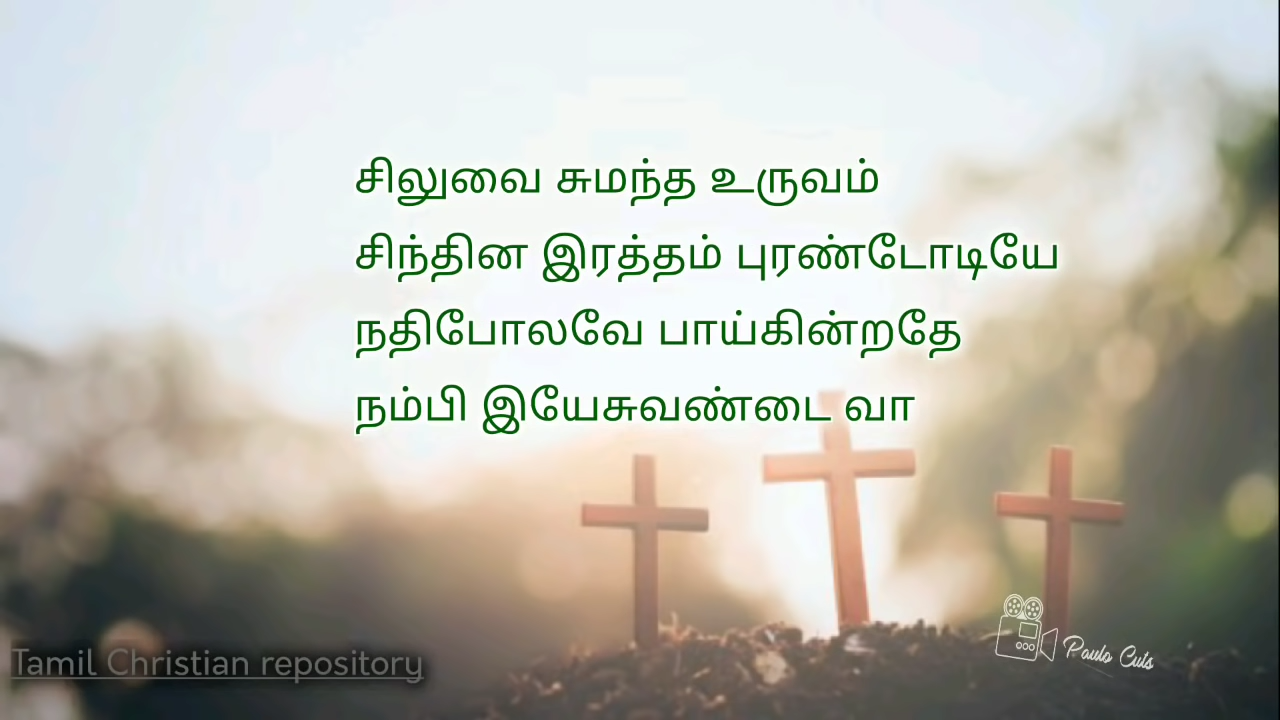 சிலுவை சுமந்த உருவம்
சிந்தின இரத்தம் புரண்டோடியே
நதிபோலவே பாய்கின்றதே
நம்பி இயேசுவண்டை வா
Tamil Christian repository
Paulo Cuts